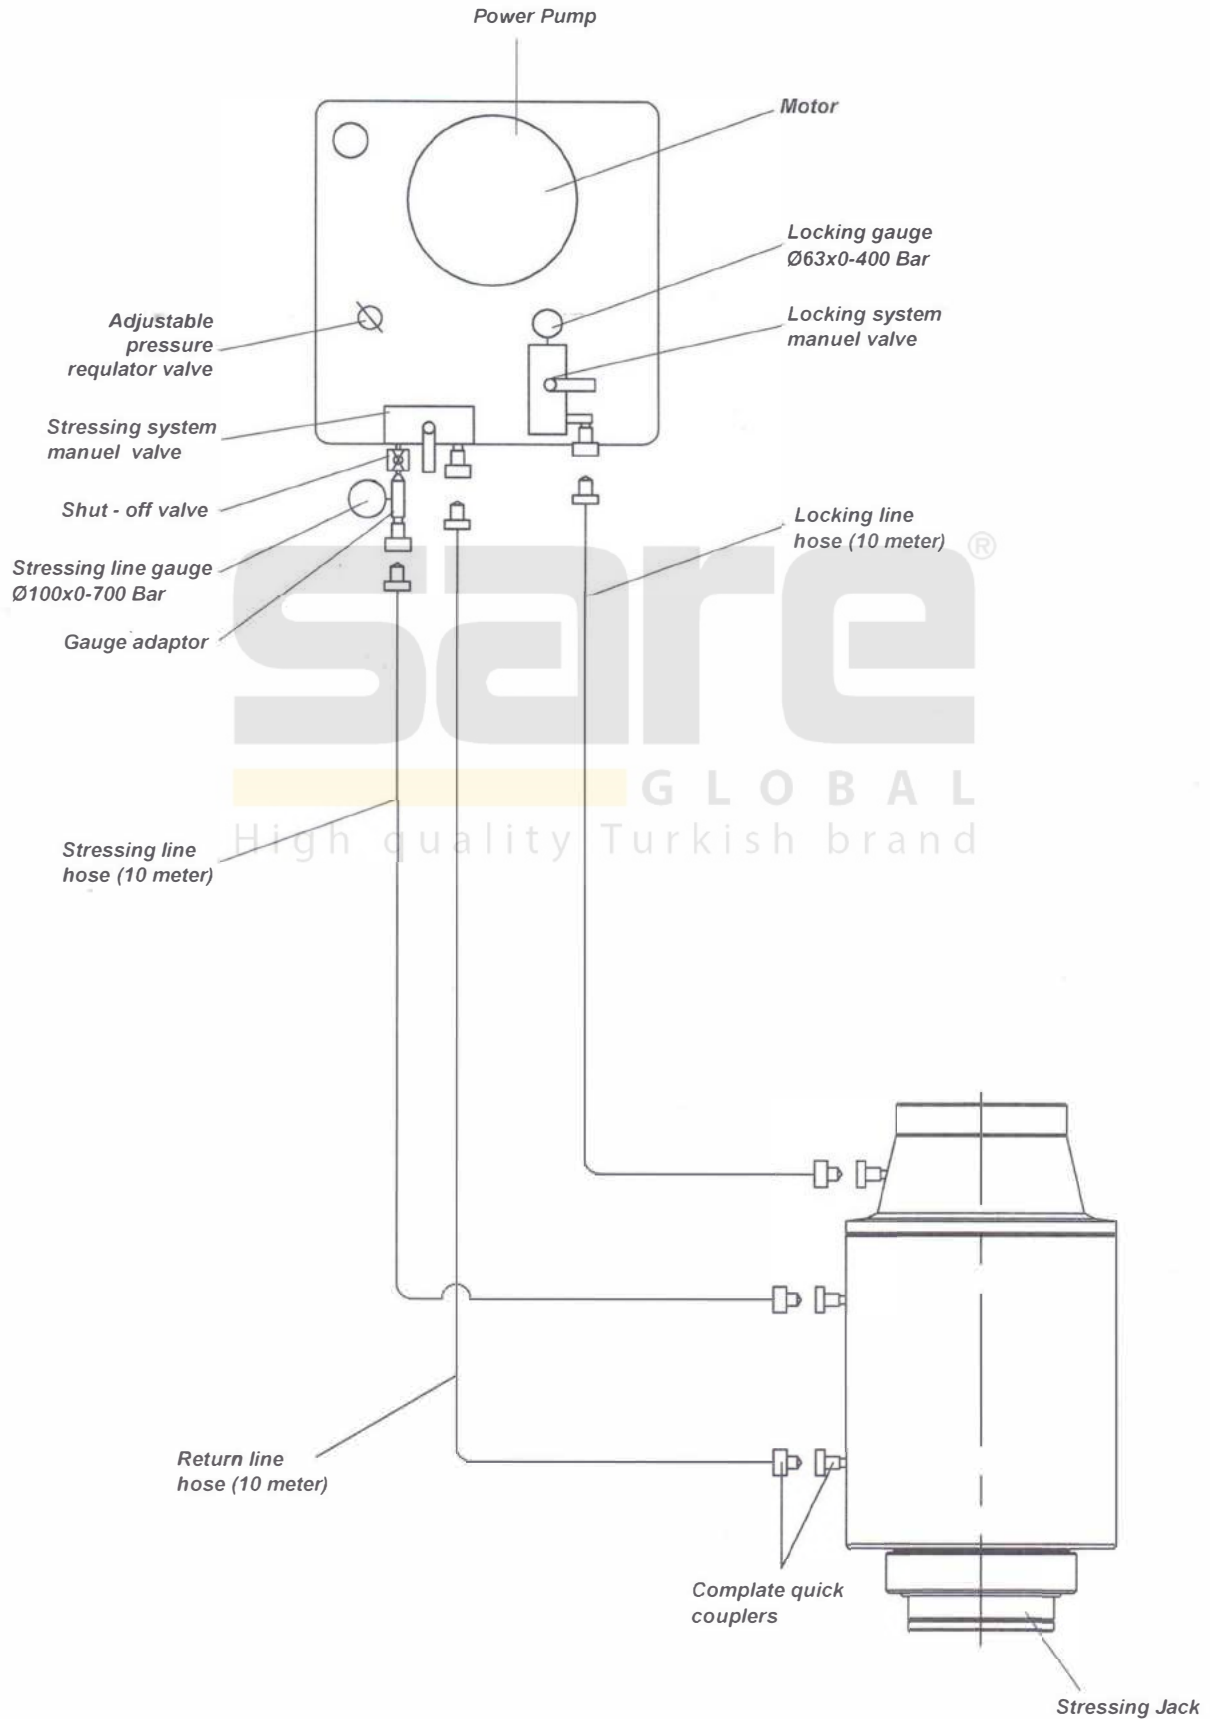 Power Pump
Motor
Locking gauge
Ø63x0-400 Bar
Locking system
manuel valve
Adjustable
pressure
requlator valve
Stressing system
manuel valve
Shut - off valve
Stressing line gauge
Ø100x0-700 Bar
Gauge adaptor
Locking line
hose (10 meter)
sare®
GLOBAL
High quality Turkish brand
Stressing line
hose (10 meter)
Return line
hose (10 meter)
Complate quick
couplers
Stressing Jack